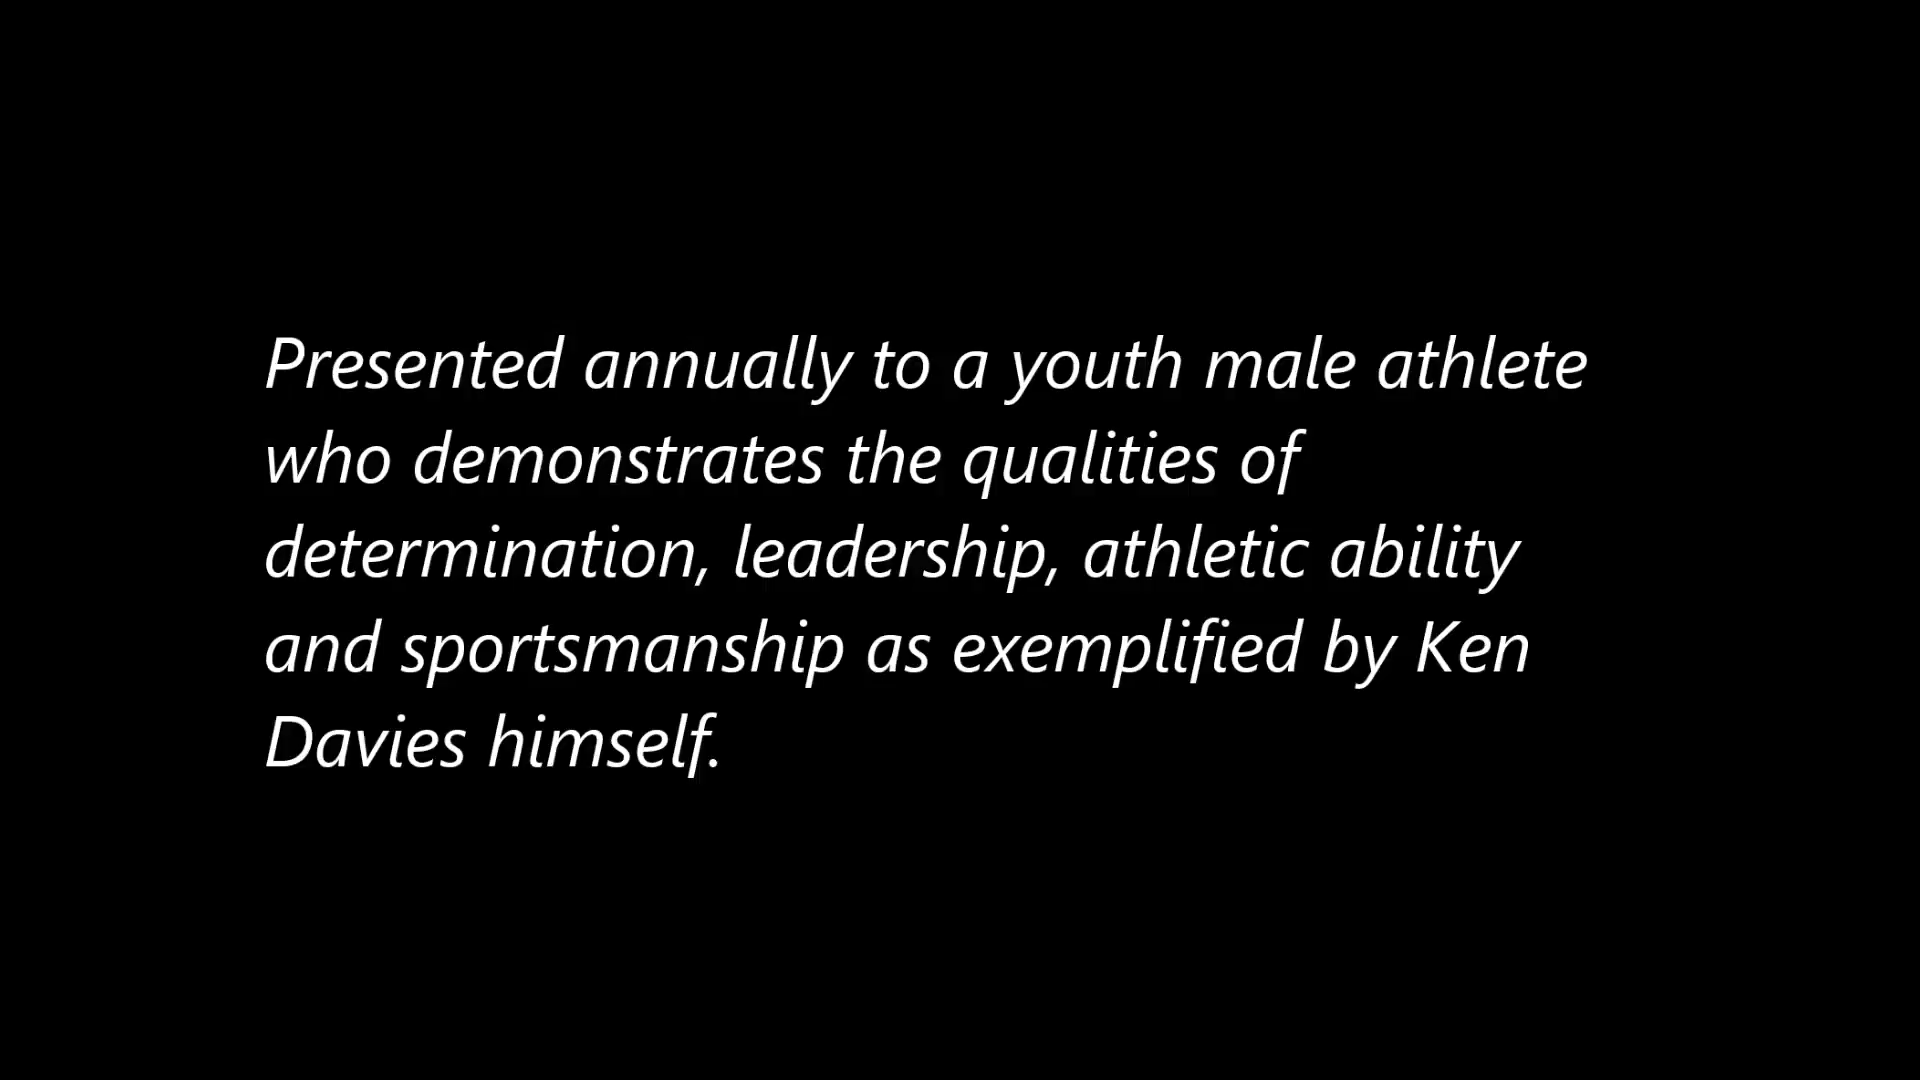 Presented annually to a youth male athlete
who demonstrates the qualities of
determination, leadership, athletic ability
and sportsmanship as exemplified by Ken
Davies himself.